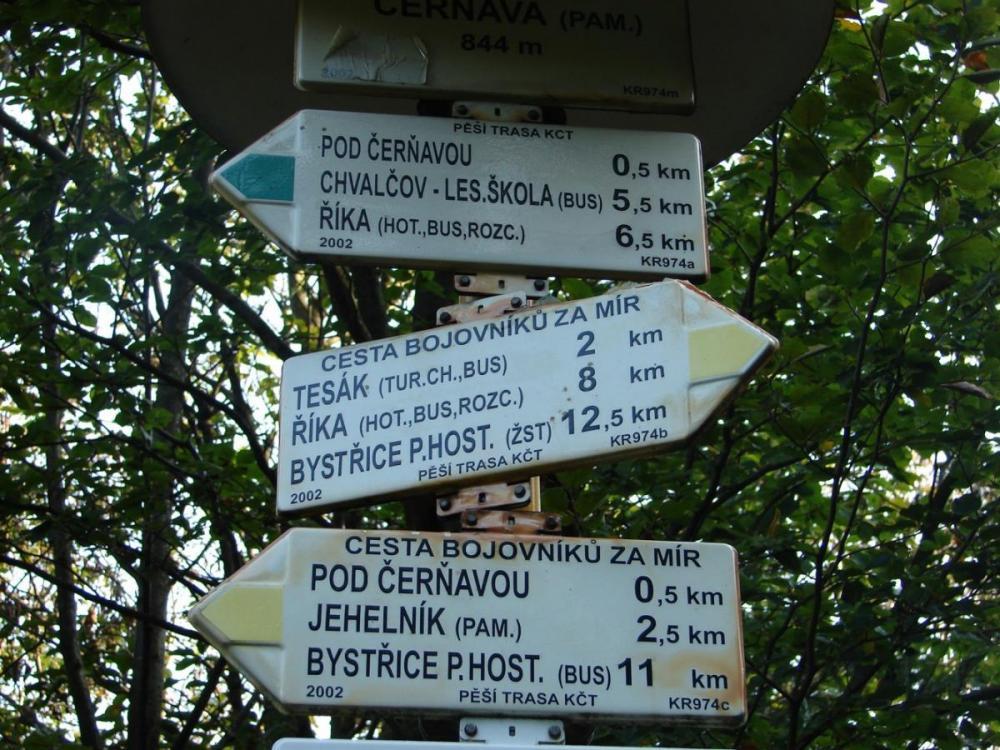 ČERŇAVA (PAM.)
844 m
2002 KR974m
PĚŠÍ TRASA KČT
POD ČERŇAVOU 0,5 km
CHVALČOV - LES.ŠKOLA (BUS) 5,5 km
ŘÍKA (HOT.,BUS,ROZC.) 6,5 km
2002 KR974a
CESTA BOJOVNÍKŮ ZA MÍR
TESÁK (TUR.CH.,BUS) 2 km
ŘÍKA (HOT.,BUS,ROZC.) 8 km
BYSTŘICE P.HOST. (ŽST) 12,5 km
2002 PĚŠÍ TRASA KČT KR974b
CESTA BOJOVNÍKŮ ZA MÍR
POD ČERŇAVOU 0,5 km
JEHELNÍK (PAM.) 2,5 km
BYSTŘICE P.HOST. (BUS) 11 km
2002 PĚŠÍ TRASA KČT KR974c